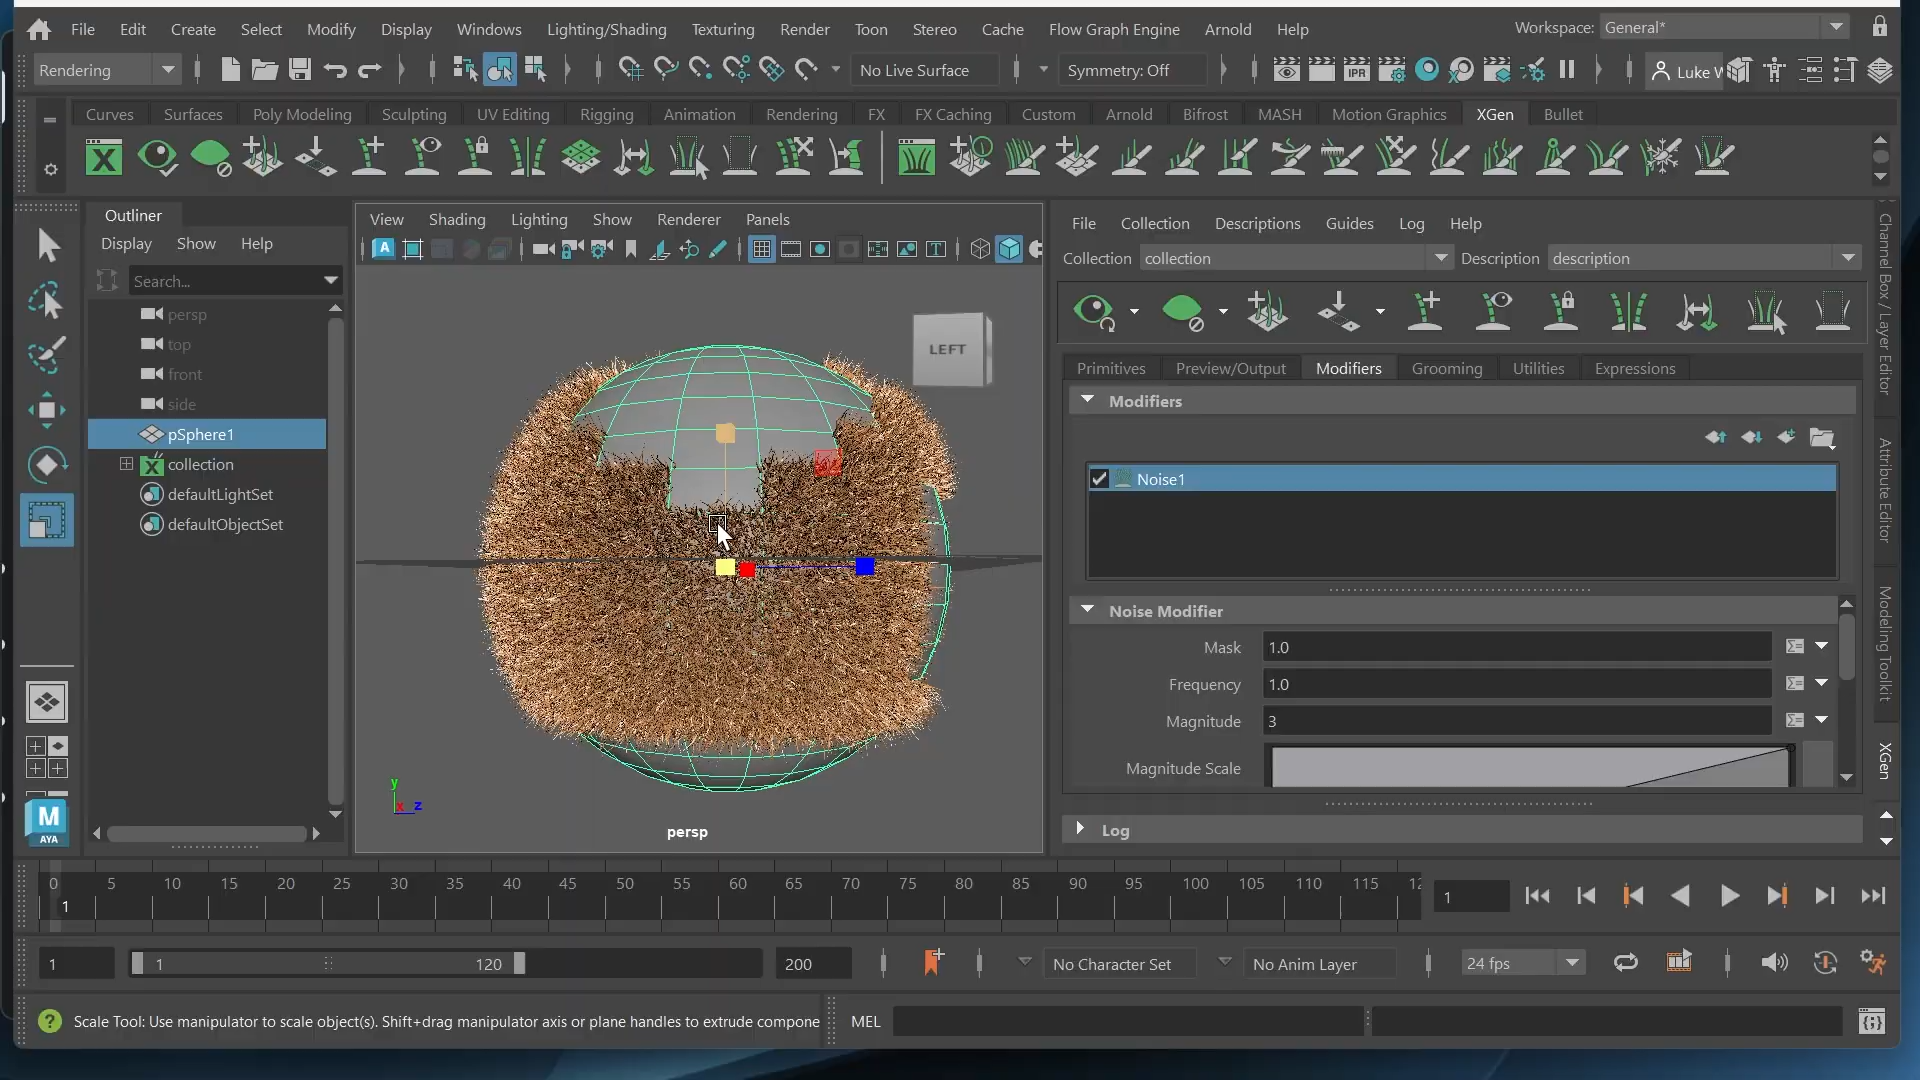 File Edit Create Select Modify Display Windows Lighting/Shading Texturing Render Toon Stereo Cache Flow Graph Engine Arnold Help Workspace: General*
Rendering No Live Surface Symmetry: Off IPR Luke
Curves Surfaces Poly Modeling Sculpting UV Editing Rigging Animation Rendering FX FX Caching Custom Arnold Bifrost MASH Motion Graphics XGen Bullet
Outliner
Display Show Help
Search...
persp
top
front
side
pSphere1
collection
defaultLightSet
defaultObjectSet
View Shading Lighting Show Renderer Panels
LEFT
y
x z
persp
File Collection Descriptions Guides Log Help
Collection collection Description description
Primitives Preview/Output Modifiers Grooming Utilities Expressions
Modifiers
Noise1
Noise Modifier
Mask 1.0
Frequency 1.0
Magnitude 3
Magnitude Scale
Log
Channel Box / Layer Editor
Attribute Editor
Modeling Toolkit
XGen
M
AYA
0 5 10 15 20 25 30 35 40 45 50 55 60 65 70 75 80 85 90 95 100 105 110 115 12
1 1
1 1 120 200 No Character Set No Anim Layer 24 fps
Scale Tool: Use manipulator to scale object(s). Shift+drag manipulator axis or plane handles to extrude compone MEL